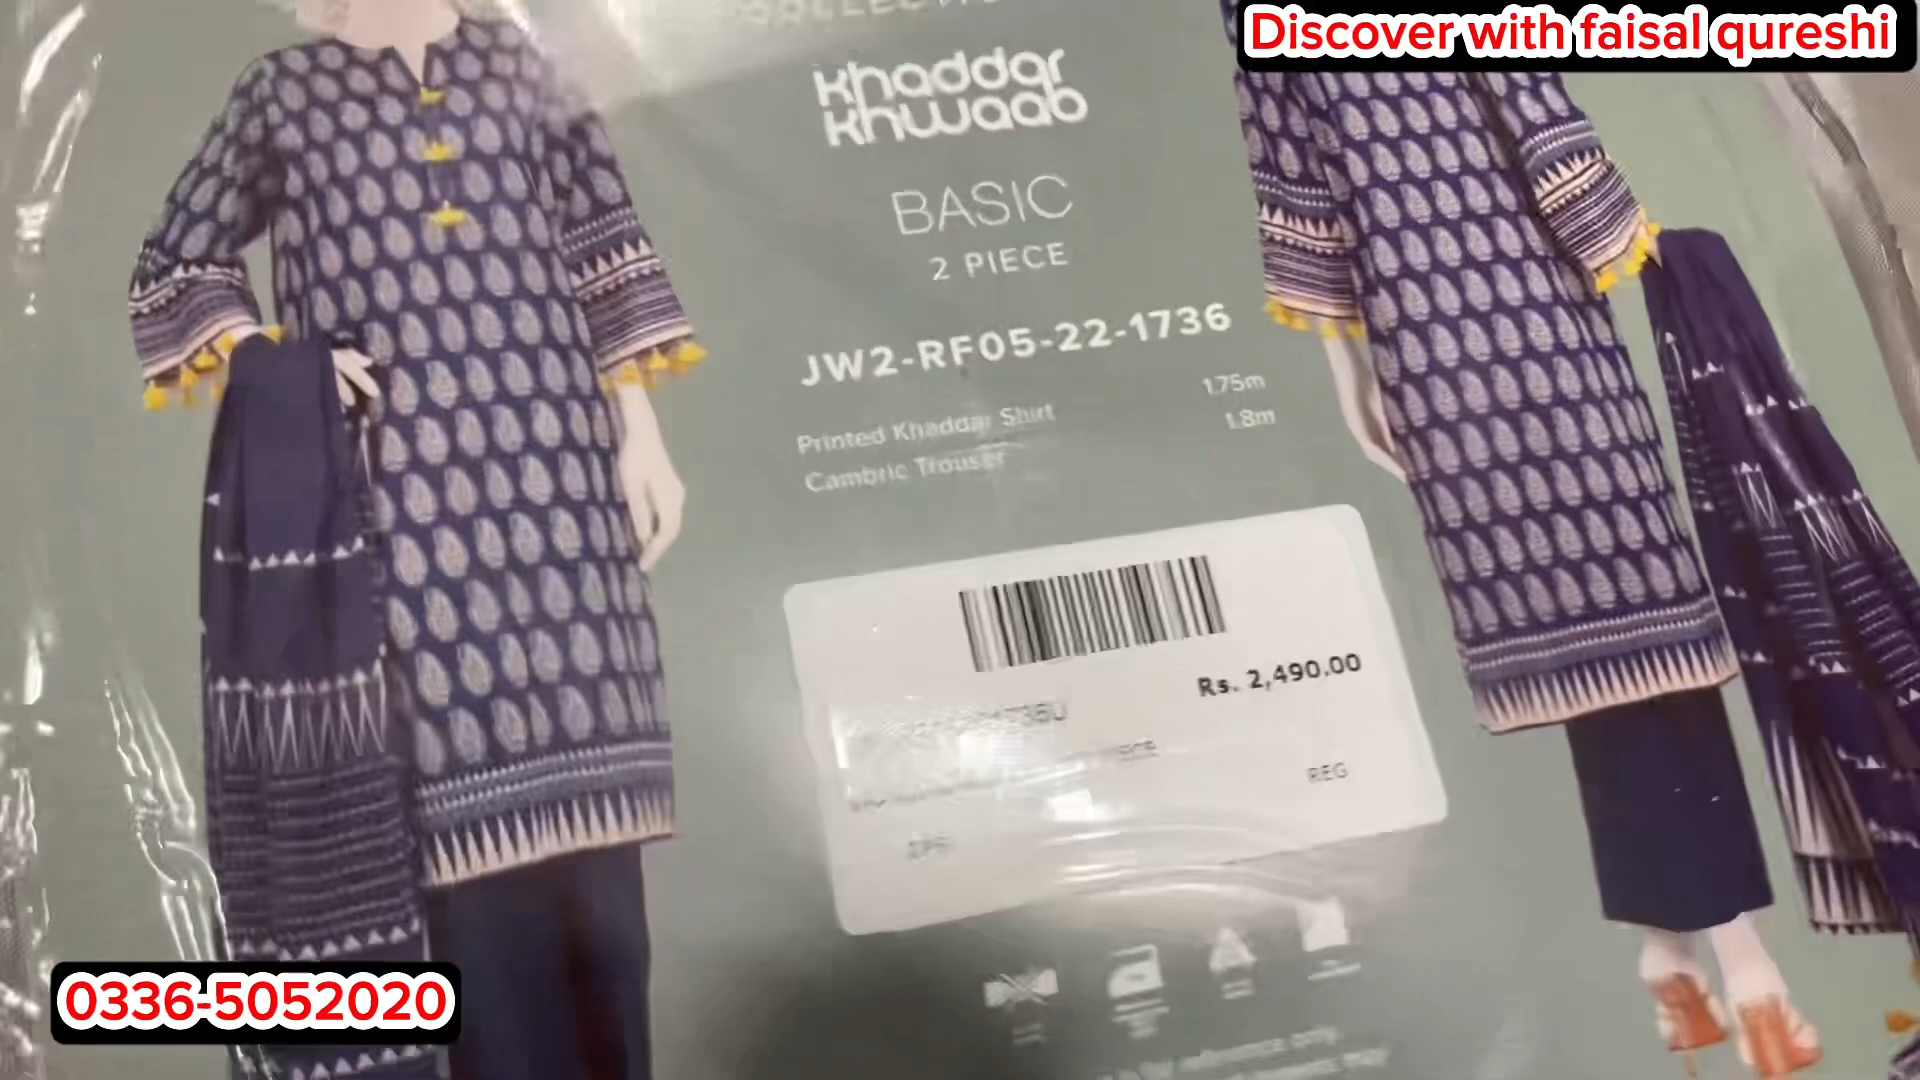 Discover with faisal qureshi
COLLECTION
khaddar
khwaab
BASIC
2 PIECE
JW2-RF05-22-1736
Printed Khaddar Shirt 1.75m
Cambric Trouser 1.8m
Rs. 2,490.00
REG
0336-5052020